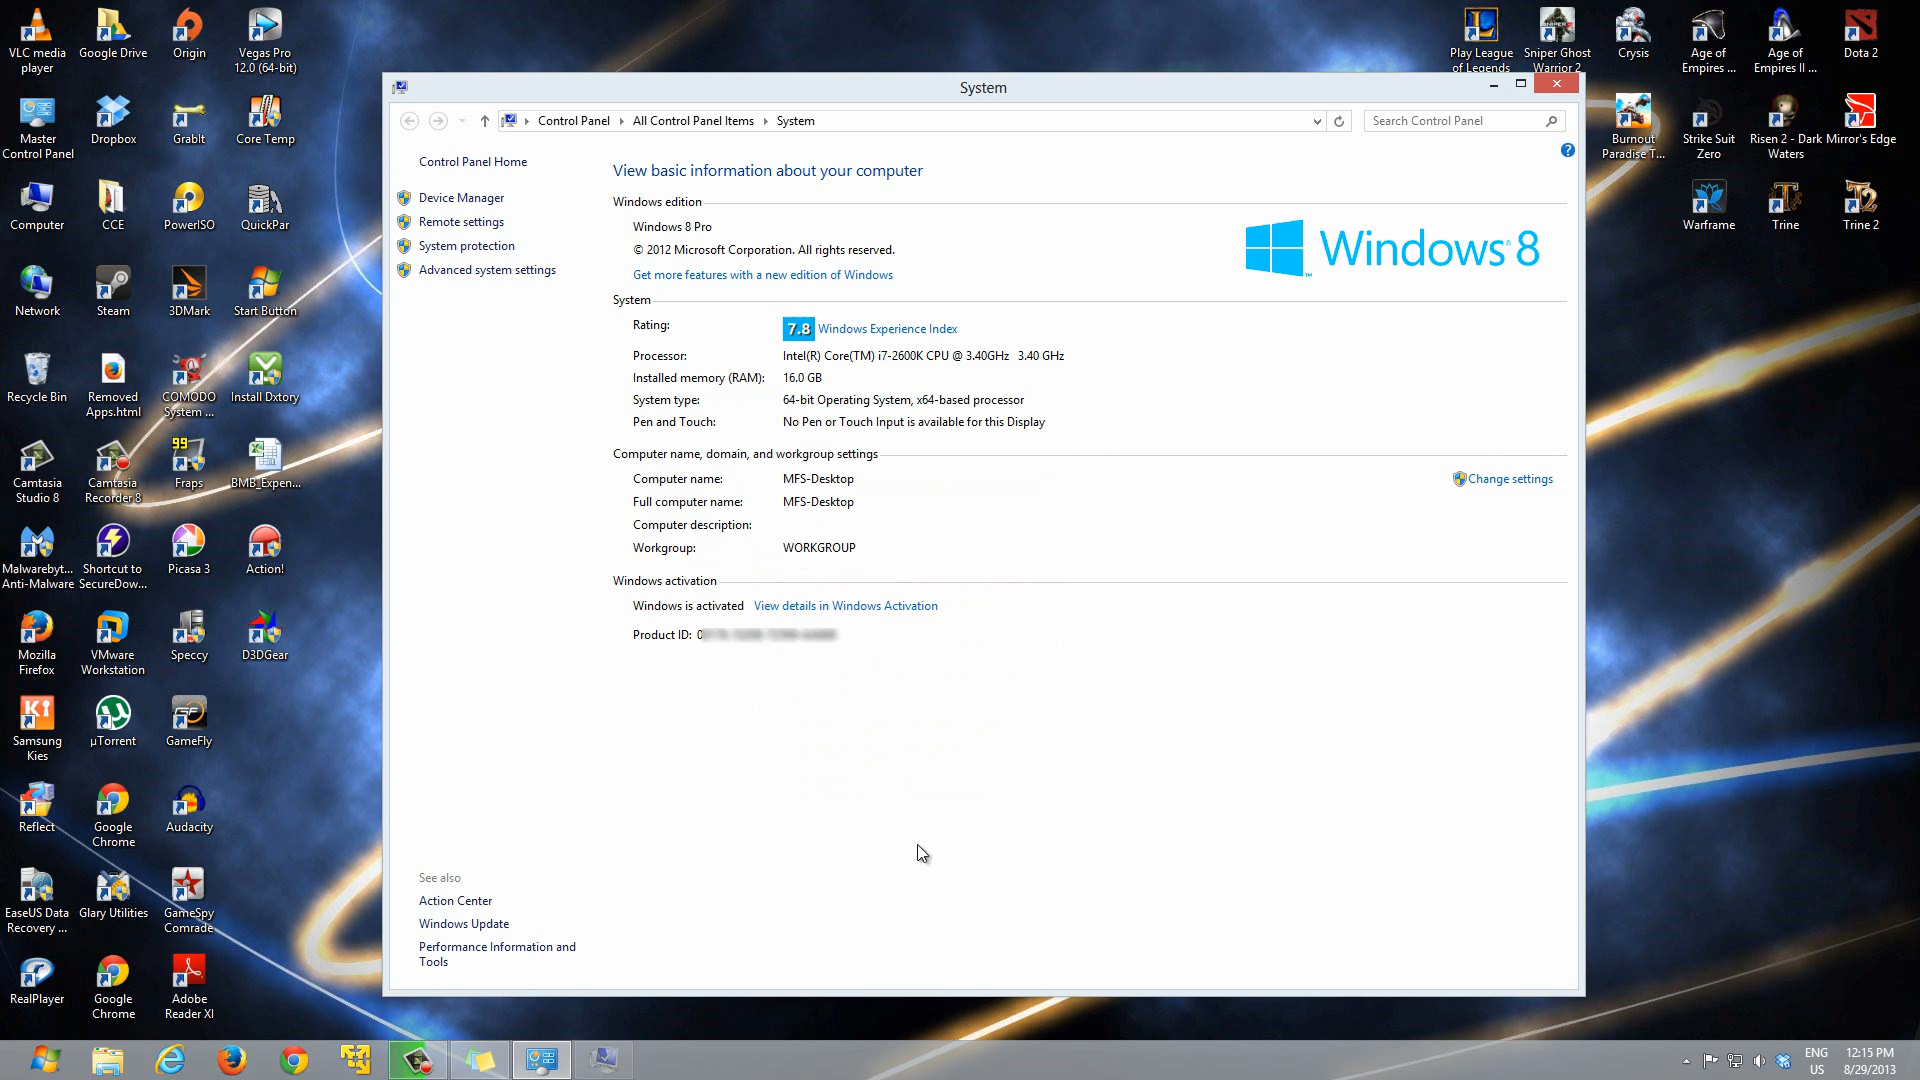 VLC media
player
Google Drive
Origin
Vegas Pro
12.0 (64-bit)
Master
Control Panel
Dropbox
GrabIt
Core Temp
Computer
CCE
PowerISO
QuickPar
Network
Steam
3DMark
Start Button
Recycle Bin
Removed
Apps.html
COMODO
System ...
Install Dxtory
Camtasia
Studio 8
Camtasia
Recorder 8
99
Fraps
BMB_Expen...
Malwarebyt...
Anti-Malware
Shortcut to
SecureDow...
Picasa 3
Action!
Mozilla
Firefox
VMware
Workstation
Speccy
D3DGear
Samsung
Kies
µTorrent
GameFly
Reflect
Google
Chrome
Audacity
EaseUS Data
Recovery ...
Glary Utilities
GameSpy
Comrade
RealPlayer
Google
Chrome
Adobe
Reader XI
System
Control Panel
All Control Panel Items
System
Search Control Panel
Control Panel Home
Device Manager
Remote settings
System protection
Advanced system settings
View basic information about your computer
Windows edition
Windows 8 Pro
© 2012 Microsoft Corporation. All rights reserved.
Get more features with a new edition of Windows
Windows 8
System
Rating: 7.8 Windows Experience Index
Processor: Intel(R) Core(TM) i7-2600K CPU @ 3.40GHz 3.40 GHz
Installed memory (RAM): 16.0 GB
System type: 64-bit Operating System, x64-based processor
Pen and Touch: No Pen or Touch Input is available for this Display
Computer name, domain, and workgroup settings
Computer name: MFS-Desktop
Change settings
Full computer name: MFS-Desktop
Computer description:
Workgroup: WORKGROUP
Windows activation
Windows is activated View details in Windows Activation
Product ID: 0
See also
Action Center
Windows Update
Performance Information and
Tools
Play League
of Legends
Sniper Ghost
Warrior 2
Crysis
Age of
Empires ...
Age of
Empires II ...
Dota 2
Burnout
Paradise T...
Strike Suit
Zero
Risen 2 - Dark
Waters
Mirror's Edge
Warframe
Trine
Trine 2
ENG
US
12:15 PM
8/29/2013